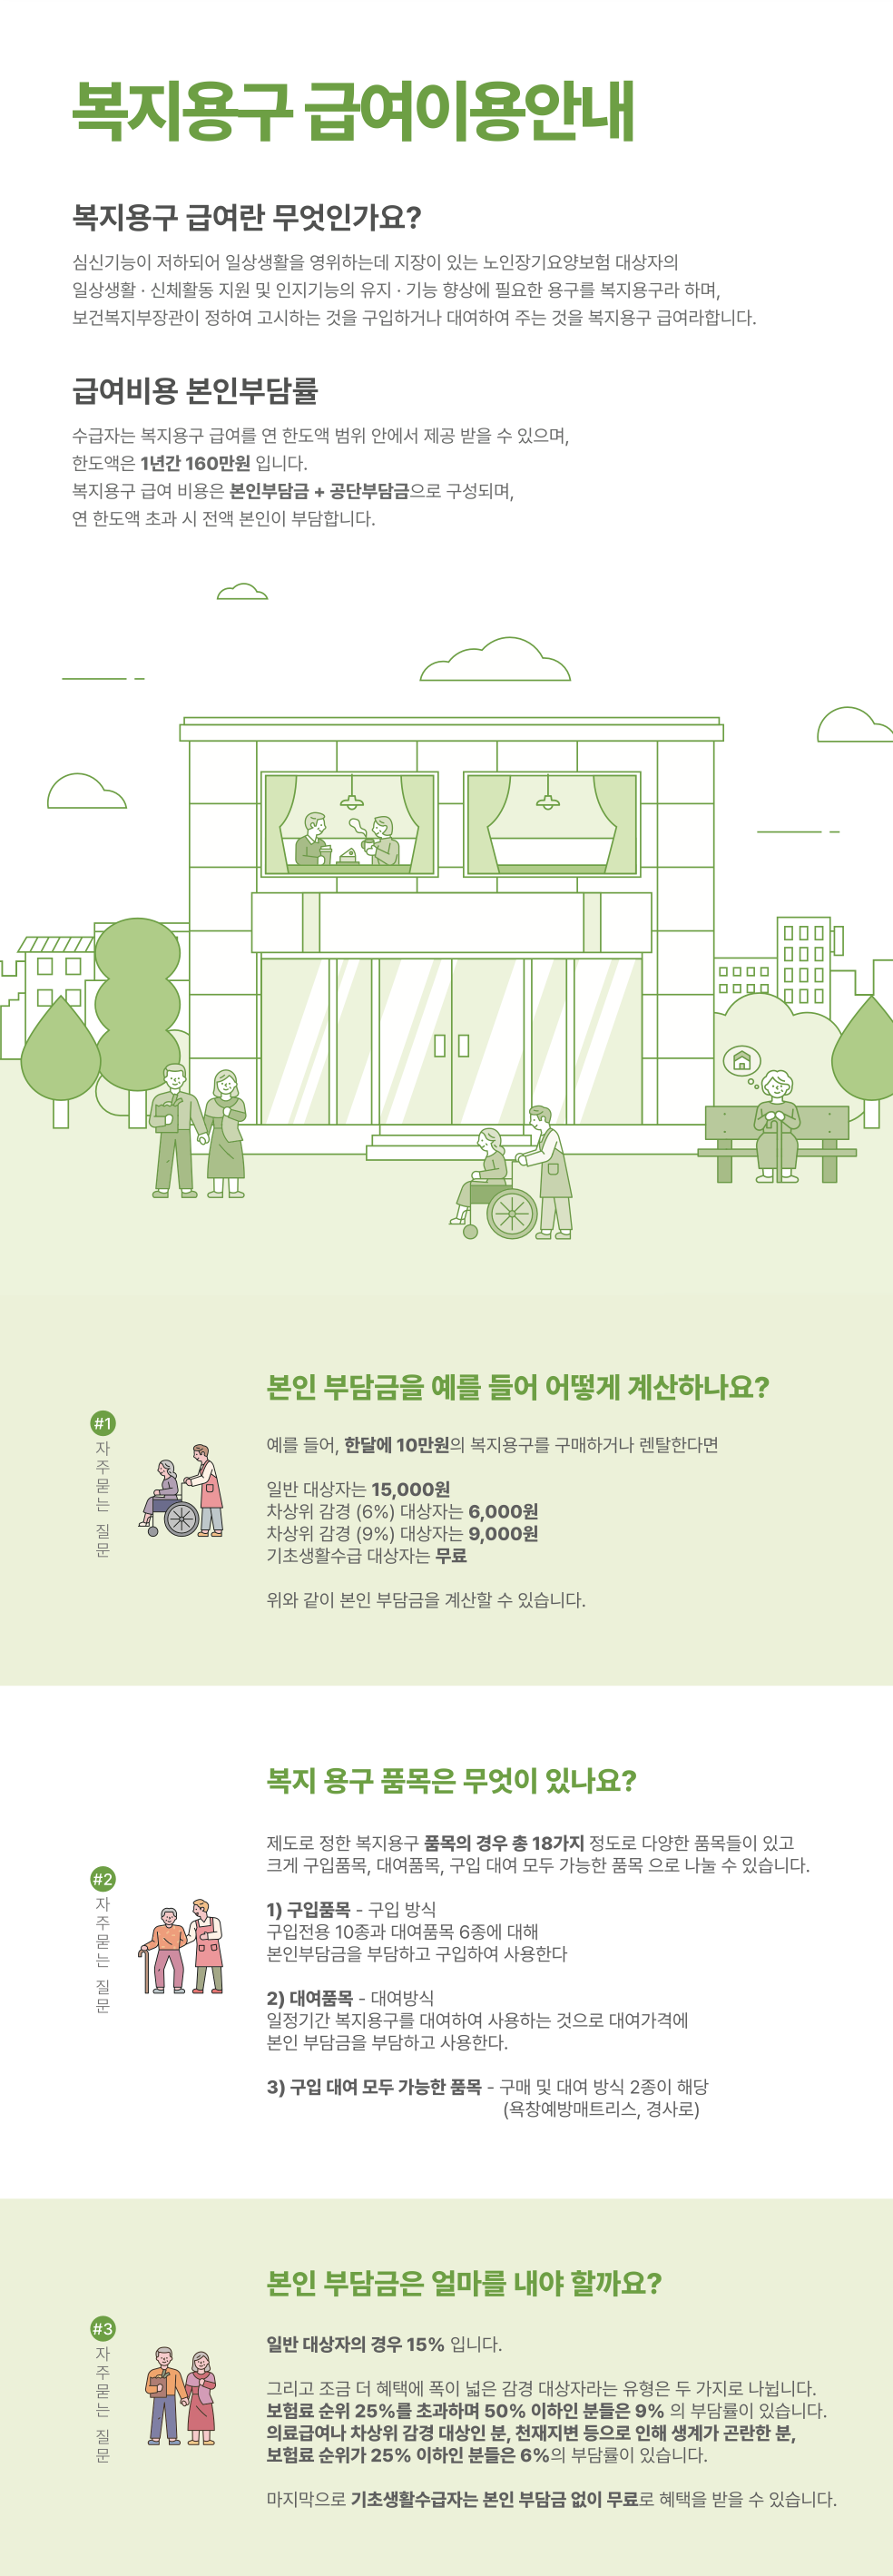 복지용구 급여이용안내
복지용구 급여란 무엇인가요?
심신기능이 저하되어 일상생활을 영위하는데 지장이 있는 노인장기요양보험 대상자의
일상생활 · 신체활동 지원 및 인지기능의 유지 · 기능 향상에 필요한 용구를 복지용구라 하며,
보건복지부장관이 정하여 고시하는 것을 구입하거나 대여하여 주는 것을 복지용구 급여라합니다.
급여비용 본인부담률
수급자는 복지용구 급여를 연 한도액 범위 안에서 제공 받을 수 있으며,
한도액은 1년간 160만원 입니다.
복지용구 급여 비용은 본인부담금 + 공단부담금으로 구성되며,
연 한도액 초과 시 전액 본인이 부담합니다.
#1
자주묻는 질문
본인 부담금을 예를 들어 어떻게 계산하나요?
예를 들어, 한달에 10만원의 복지용구를 구매하거나 렌탈한다면
일반 대상자는 15,000원
차상위 감경 (6%) 대상자는 6,000원
차상위 감경 (9%) 대상자는 9,000원
기초생활수급 대상자는 무료
위와 같이 본인 부담금을 계산할 수 있습니다.
#2
자주묻는 질문
복지 용구 품목은 무엇이 있나요?
제도로 정한 복지용구 품목의 경우 총 18가지 정도로 다양한 품목들이 있고
크게 구입품목, 대여품목, 구입 대여 모두 가능한 품목 으로 나눌 수 있습니다.
1) 구입품목 - 구입 방식
구입전용 10종과 대여품목 6종에 대해
본인부담금을 부담하고 구입하여 사용한다
2) 대여품목 - 대여방식
일정기간 복지용구를 대여하여 사용하는 것으로 대여가격에
본인 부담금을 부담하고 사용한다.
3) 구입 대여 모두 가능한 품목 - 구매 및 대여 방식 2종이 해당
(욕창예방매트리스, 경사로)
#3
자주묻는 질문
본인 부담금은 얼마를 내야 할까요?
일반 대상자의 경우 15% 입니다.
그리고 조금 더 혜택에 폭이 넓은 감경 대상자라는 유형은 두 가지로 나뉩니다.
보험료 순위 25%를 초과하며 50% 이하인 분들은 9% 의 부담률이 있습니다.
의료급여나 차상위 감경 대상인 분, 천재지변 등으로 인해 생계가 곤란한 분,
보험료 순위가 25% 이하인 분들은 6%의 부담률이 있습니다.
마지막으로 기초생활수급자는 본인 부담금 없이 무료로 혜택을 받을 수 있습니다.